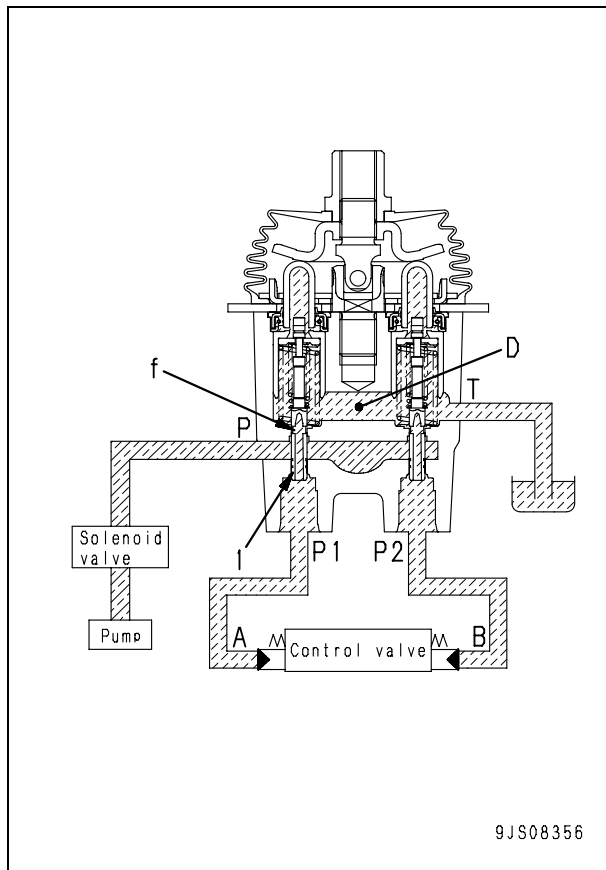 D
f
T
P
Solenoid
valve
1
P1 P2
Pump
A
B
Control valve
9JS08356